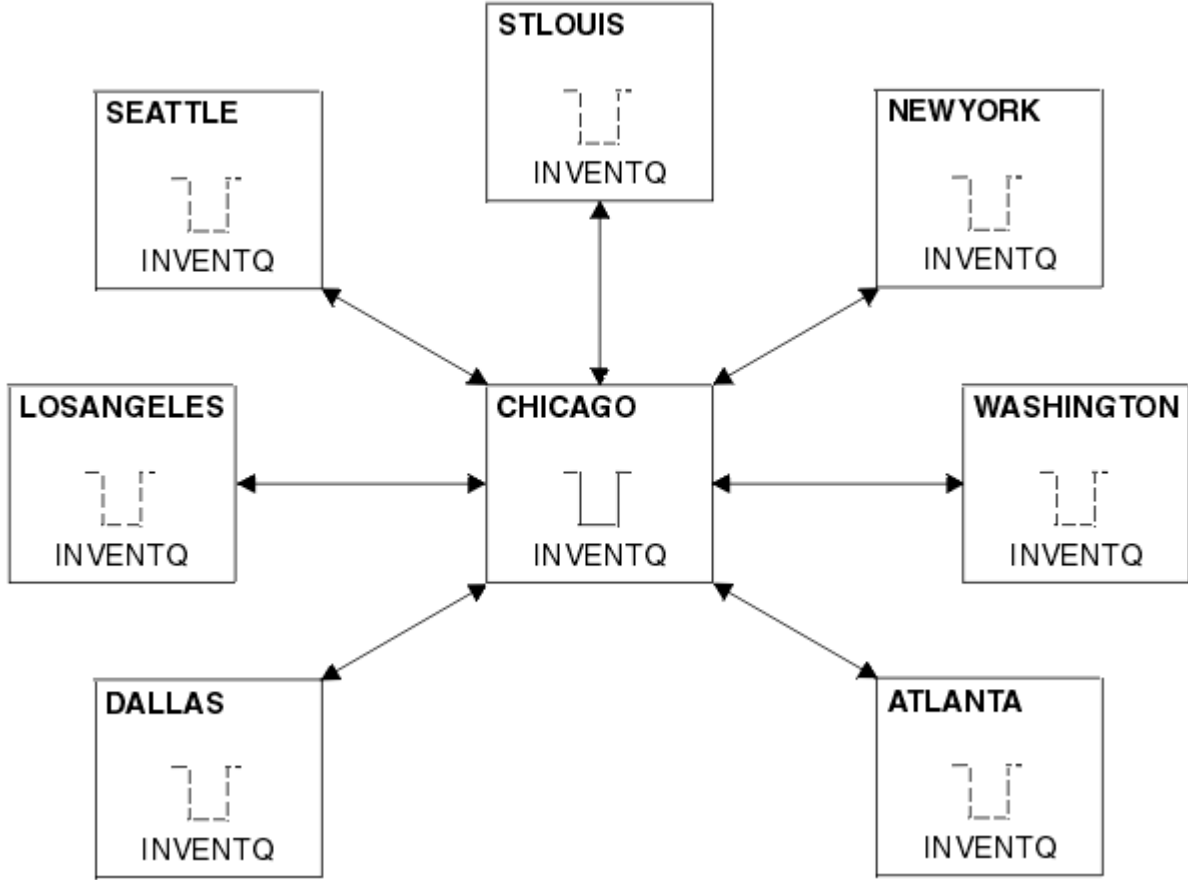 STLOUIS
INVENTQ
SEATTLE
INVENTQ
NEWYORK
INVENTQ
LOSANGELES
INVENTQ
CHICAGO
INVENTQ
WASHINGTON
INVENTQ
DALLAS
INVENTQ
ATLANTA
INVENTQ